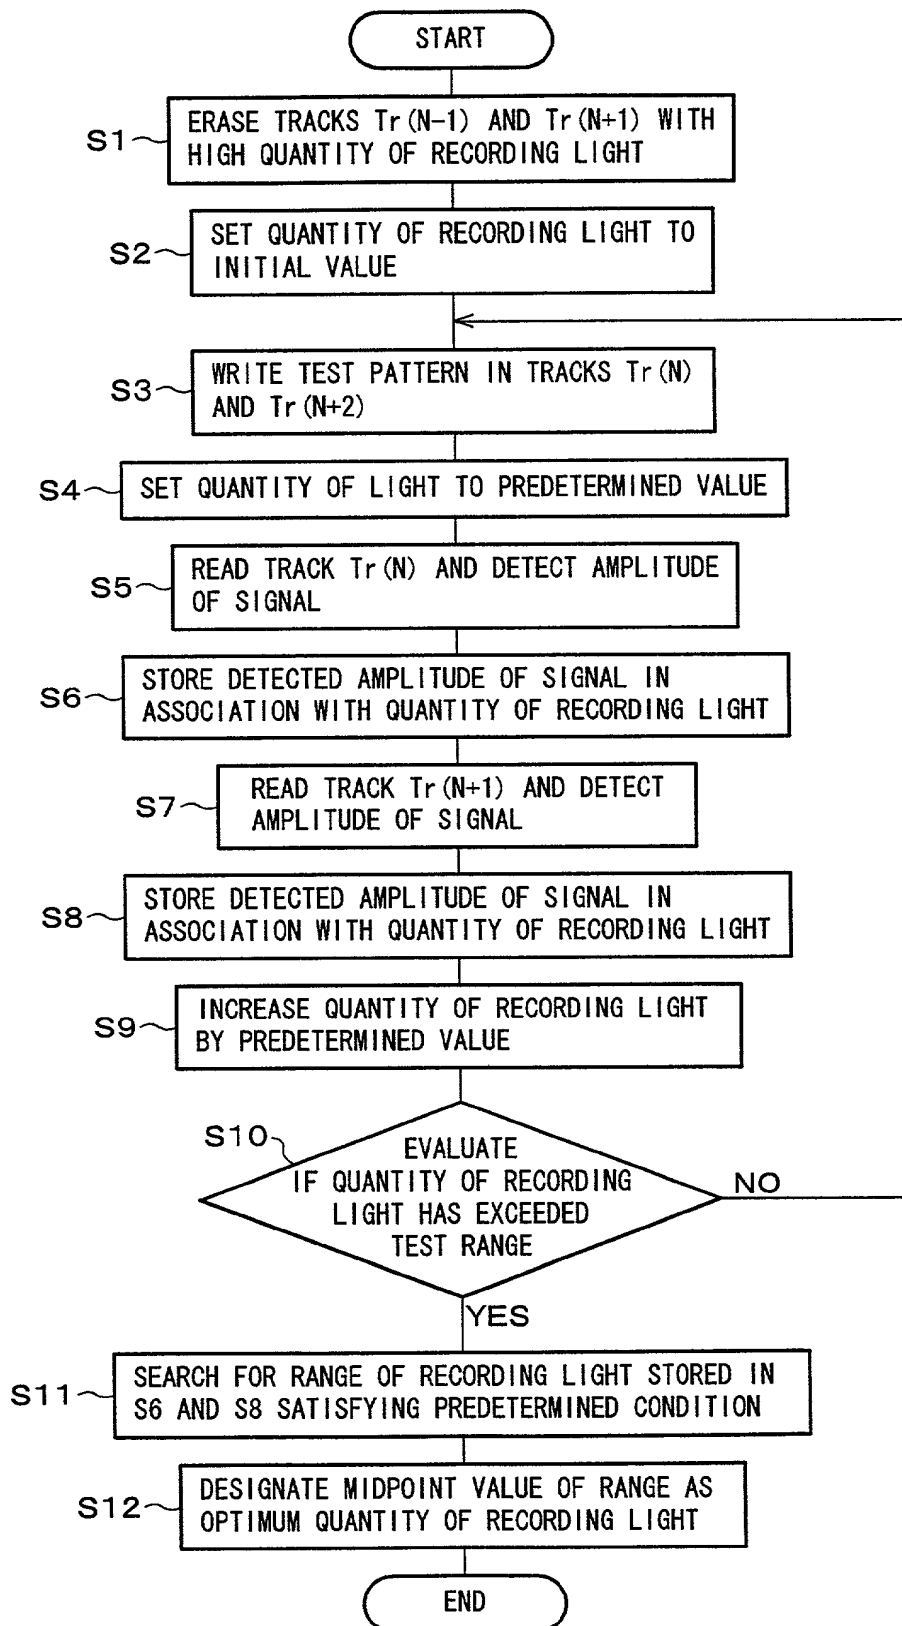 START
S1
ERASE TRACKS Tr(N-1) AND Tr(N+1) WITH
HIGH QUANTITY OF RECORDING LIGHT
S2
SET QUANTITY OF RECORDING LIGHT TO
INITIAL VALUE
S3
WRITE TEST PATTERN IN TRACKS Tr(N)
AND Tr(N+2)
S4
SET QUANTITY OF LIGHT TO PREDETERMINED VALUE
S5
READ TRACK Tr(N) AND DETECT AMPLITUDE
OF SIGNAL
S6
STORE DETECTED AMPLITUDE OF SIGNAL IN
ASSOCIATION WITH QUANTITY OF RECORDING LIGHT
S7
READ TRACK Tr(N+1) AND DETECT
AMPLITUDE OF SIGNAL
S8
STORE DETECTED AMPLITUDE OF SIGNAL IN
ASSOCIATION WITH QUANTITY OF RECORDING LIGHT
S9
INCREASE QUANTITY OF RECORDING LIGHT
BY PREDETERMINED VALUE
S10
EVALUATE
IF QUANTITY OF RECORDING
LIGHT HAS EXCEEDED
TEST RANGE
NO
YES
S11
SEARCH FOR RANGE OF RECORDING LIGHT STORED IN
S6 AND S8 SATISFYING PREDETERMINED CONDITION
S12
DESIGNATE MIDPOINT VALUE OF RANGE AS
OPTIMUM QUANTITY OF RECORDING LIGHT
END